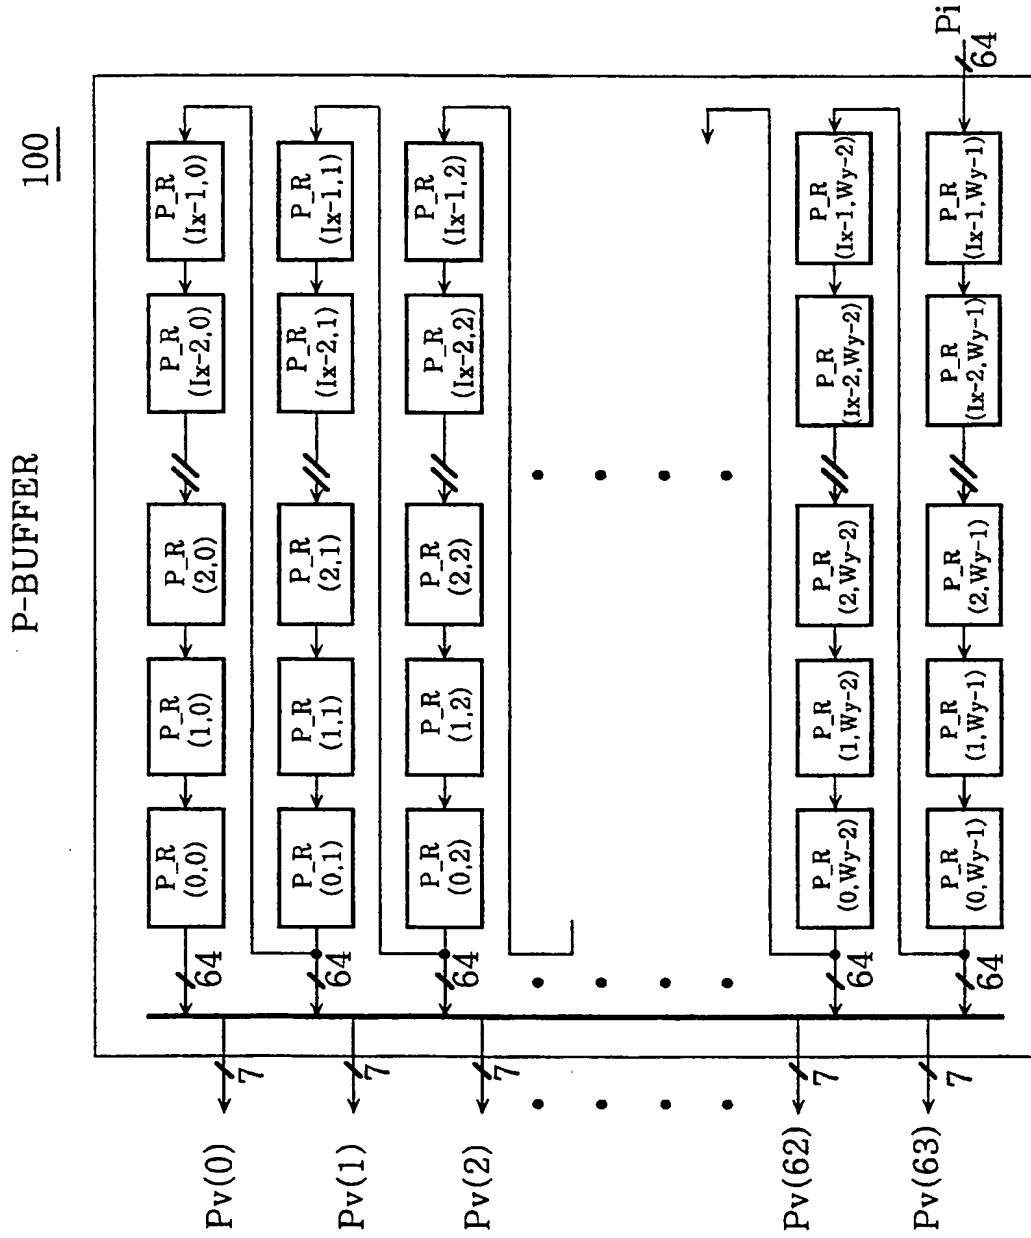 P-BUFFER
100
P_R
(0,0)
P_R
(1,0)
P_R
(2,0)
P_R
(Ix-2,0)
P_R
(Ix-1,0)
64
Pv(0)
7
P_R
(0,1)
P_R
(1,1)
P_R
(2,1)
P_R
(Ix-2,1)
P_R
(Ix-1,1)
64
Pv(1)
7
P_R
(0,2)
P_R
(1,2)
P_R
(2,2)
P_R
(Ix-2,2)
P_R
(Ix-1,2)
64
Pv(2)
7
P_R
(0,Wy-2)
P_R
(1,Wy-2)
P_R
(2,Wy-2)
P_R
(Ix-2,Wy-2)
P_R
(Ix-1,Wy-2)
64
Pv(62)
7
P_R
(0,Wy-1)
P_R
(1,Wy-1)
P_R
(2,Wy-1)
P_R
(Ix-2,Wy-1)
P_R
(Ix-1,Wy-1)
64
Pv(63)
7
Pi
64